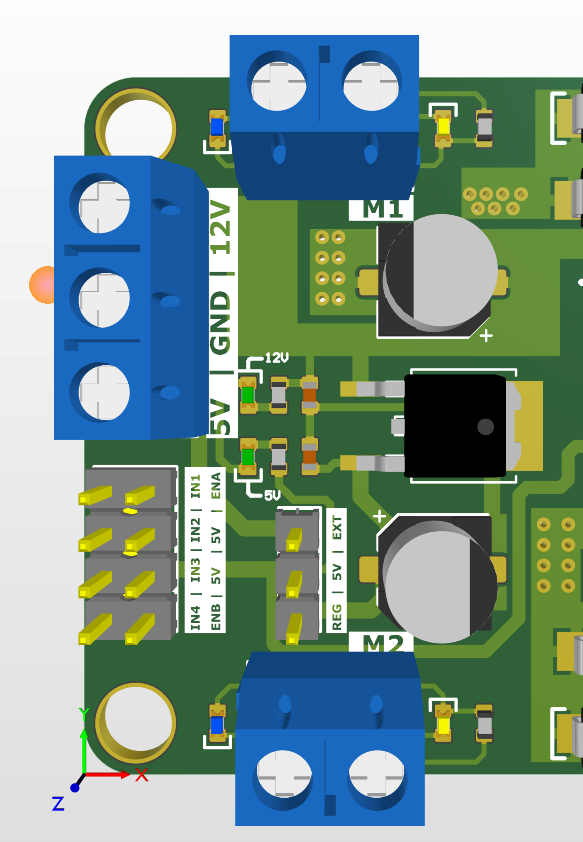 M1
5V | GND | 12V
12V
5V
+
+
IN4 | IN3 | IN2 | IN1
ENB | 5V | 5V | ENA
REG | 5V | EXT
M2
Y
X
Z